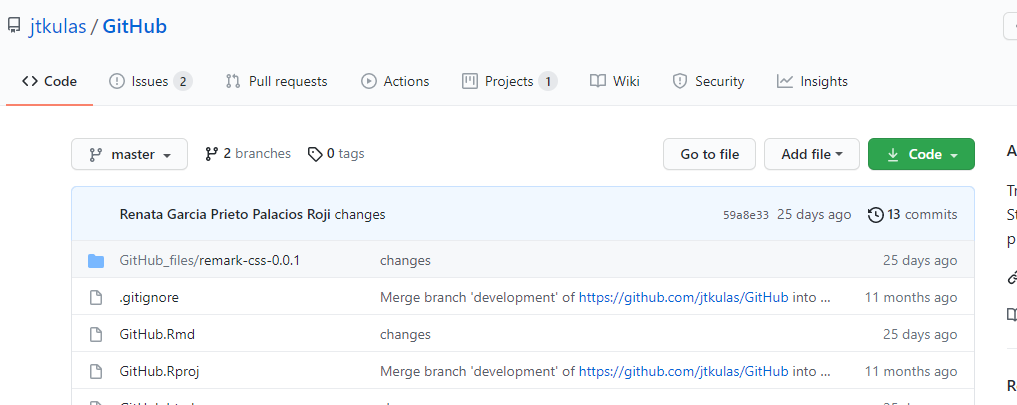 jtkulas / GitHub
Code Issues 2 Pull requests Actions Projects 1 Wiki Security Insights
master 2 branches 0 tags Go to file Add file Code
Renata Garcia Prieto Palacios Roji changes 59a8e33 25 days ago 13 commits
GitHub_files/remark-css-0.0.1 changes 25 days ago
.gitignore Merge branch 'development' of https://github.com/jtkulas/GitHub into ... 11 months ago
GitHub.Rmd changes 25 days ago
GitHub.Rproj Merge branch 'development' of https://github.com/jtkulas/GitHub into ... 11 months ago